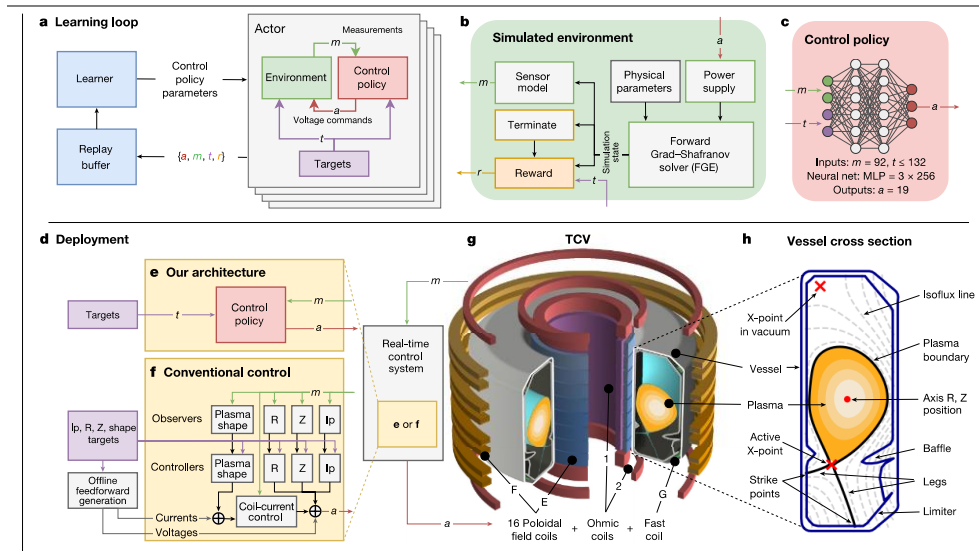 a Learning loop
Actor
Measurements
m
Learner
Control
policy
parameters
Environment
Control
policy
a
Voltage commands
t
Targets
Replay
buffer
{a, m, t, r}
b
Simulated environment
a
m
Sensor
model
Physical
parameters
Power
supply
Terminate
Simulation
state
Forward
Grad–Shafranov
solver (FGE)
r
Reward
t
c
Control policy
m
t
a
Inputs: m = 92, t ≤ 132
Neural net: MLP = 3 × 256
Outputs: a = 19
d Deployment
e Our architecture
Targets
t
Control
policy
m
a
f Conventional control
m
Observers
Plasma
shape
R
Z
Ip
Ip, R, Z, shape
targets
Controllers
Plasma
shape
R
Z
Ip
Offline
feedforward
generation
Coil-current
control
Currents
Voltages
a
m
Real-time
control
system
e or f
a
g
TCV
Vessel
Plasma
1
2
F
E
G
16 Poloidal
field coils
+
Ohmic
coils
+
Fast
coil
h
Vessel cross section
X-point
in vacuum
Isoflux line
Plasma
boundary
Axis R, Z
position
Active
X-point
Baffle
Strike
points
Legs
Limiter